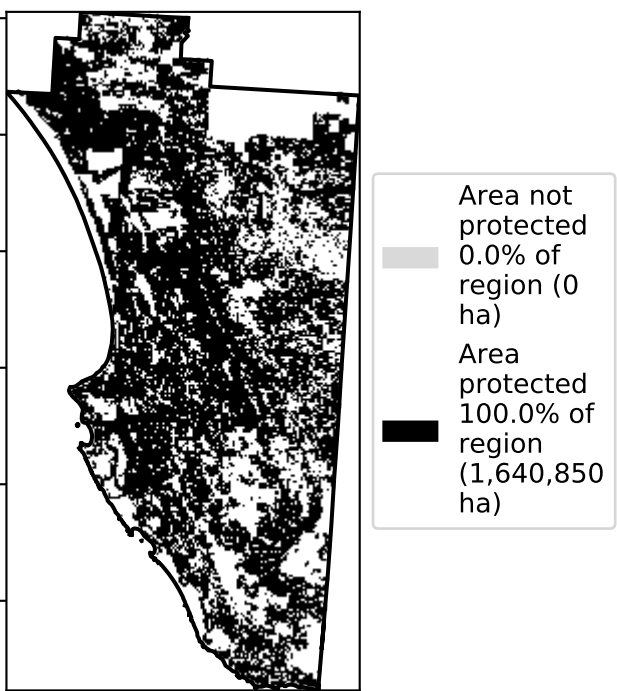 Area not
protected
0.0% of
region (0
ha)
Area
protected
100.0% of
region
(1,640,850
ha)